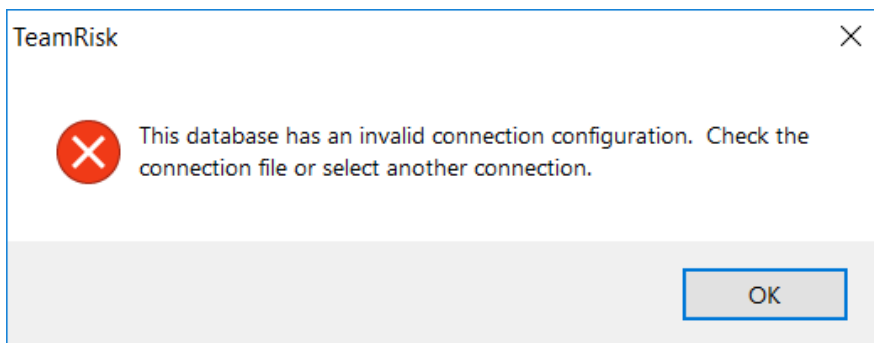 TeamRisk
This database has an invalid connection configuration.  Check the
connection file or select another connection.
OK